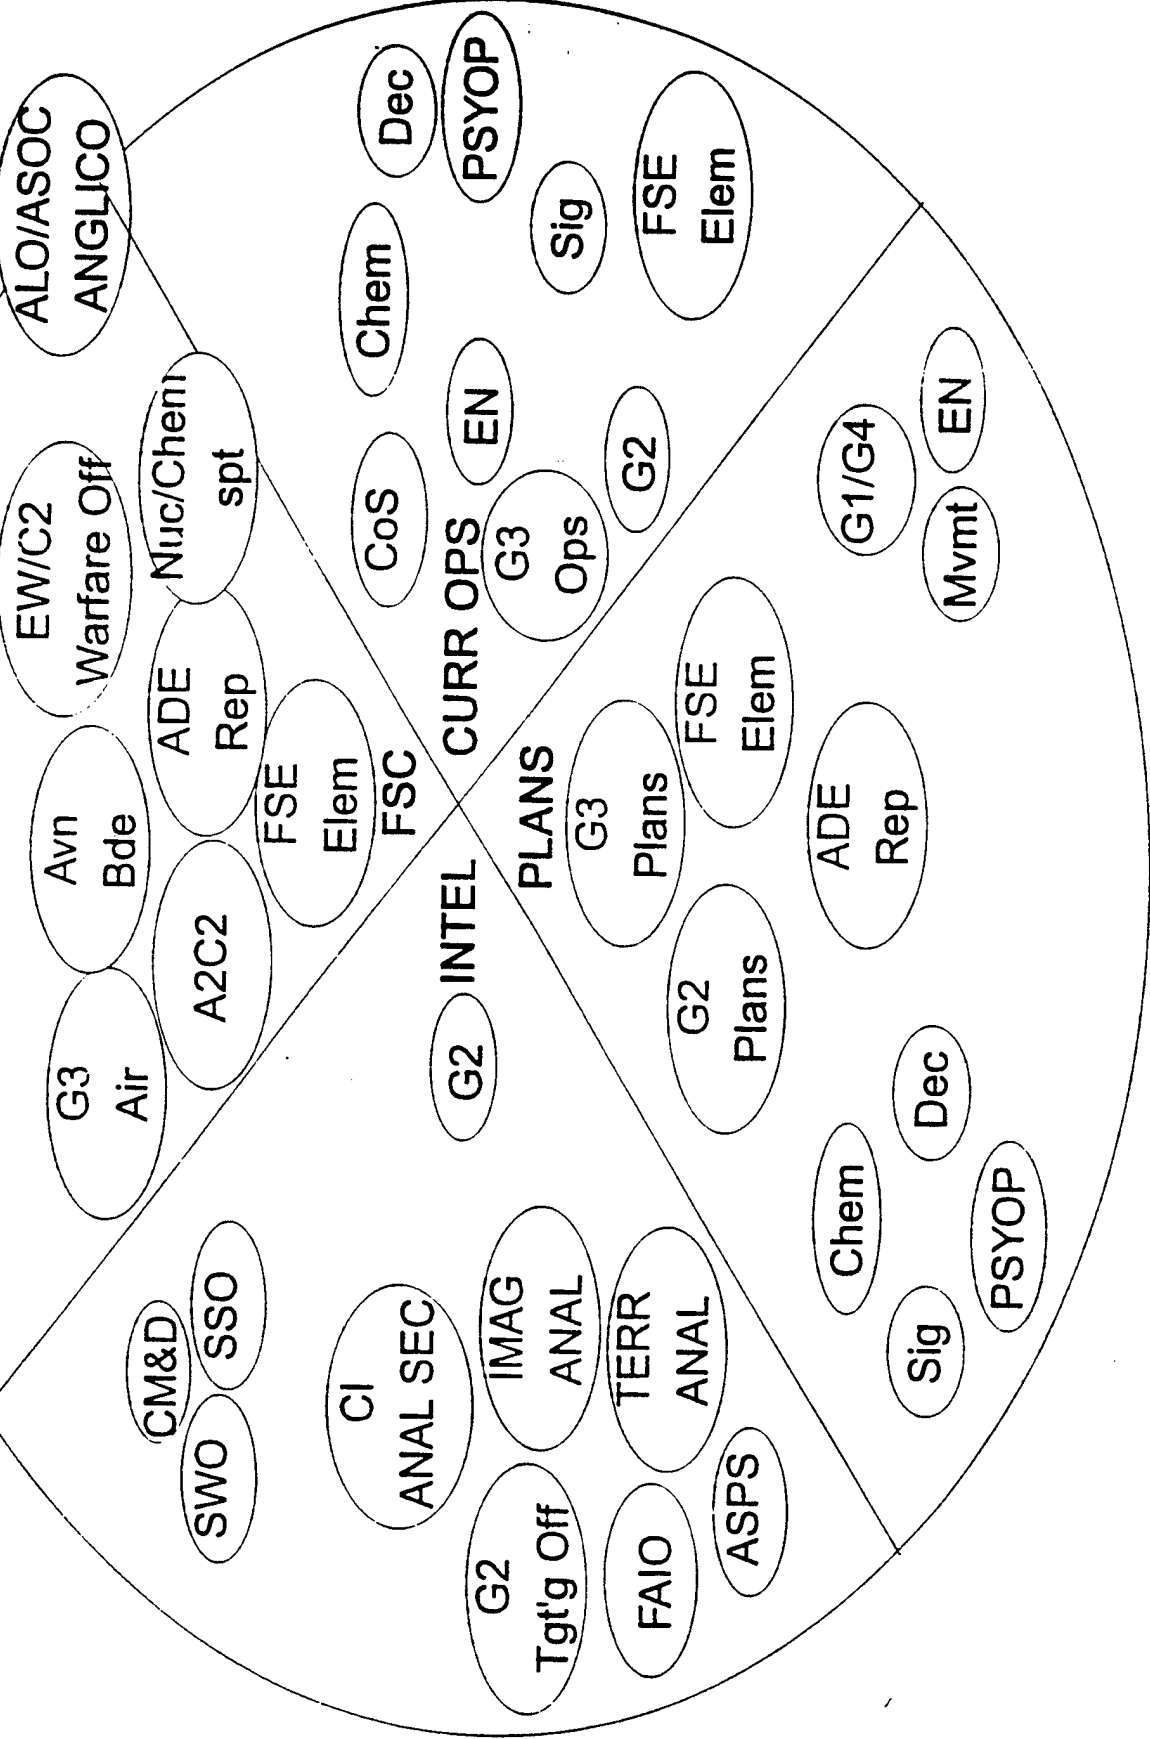 ALO/ASOC
ANGLICO
EW/C2
Warfare Off
Nuc/Chem
spt
Avn
Bde
ADE
Rep
G3
Air
A2C2
FSE
Elem
FSC
CM&D
SSO
SWO
CI
ANAL SEC
IMAG
ANAL
TERR
ANAL
G2
Tgt'g Off
FAIO
ASPS
G2
INTEL
CURR OPS
CoS
Chem
Dec
PSYOP
EN
Sig
G3
Ops
G2
FSE
Elem
PLANS
G3
Plans
FSE
Elem
G2
Plans
ADE
Rep
G1/G4
EN
Mvmt
Chem
Dec
Sig
PSYOP